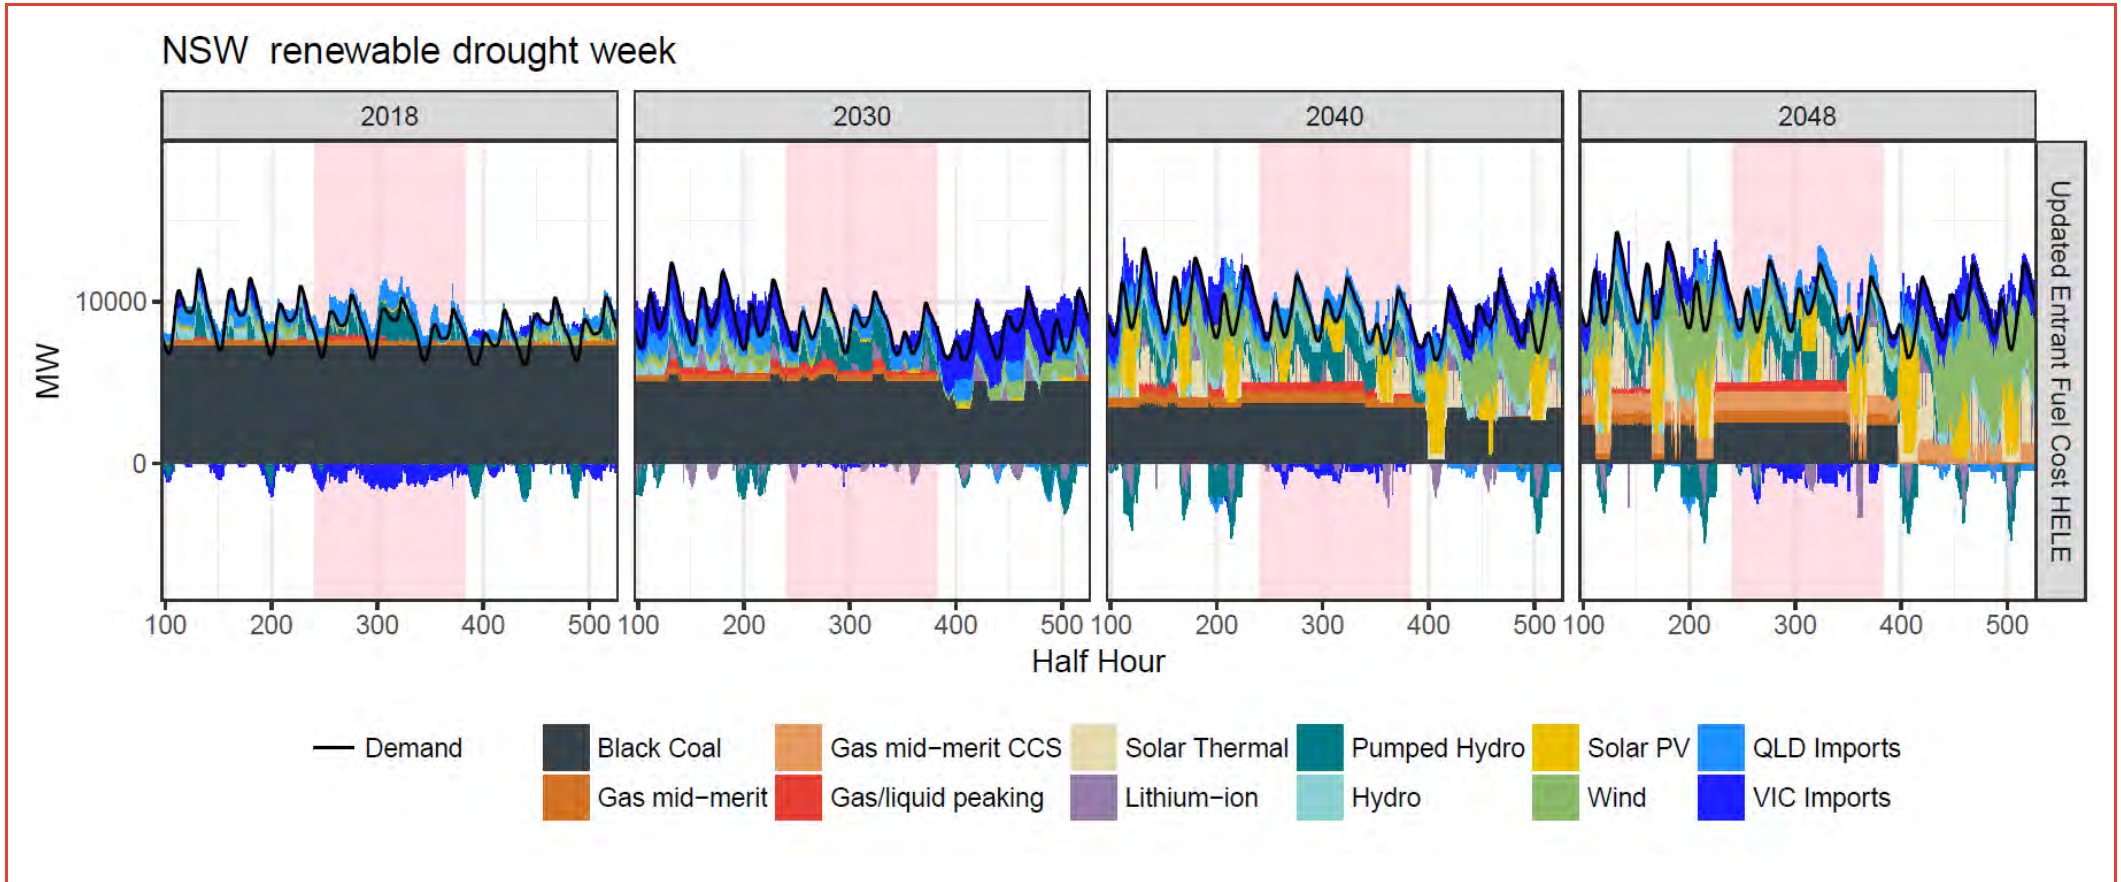 NSW  renewable drought week
2018 2030 2040 2048
Updated Entrant Fuel Cost HELE
MW
10000
0
100 200 300 400 500 100 200 300 400 500 100 200 300 400 500 100 200 300 400 500
Half Hour
Demand Black Coal Gas mid−merit CCS Solar Thermal Pumped Hydro Solar PV QLD Imports
Gas mid−merit Gas/liquid peaking Lithium−ion Hydro Wind VIC Imports